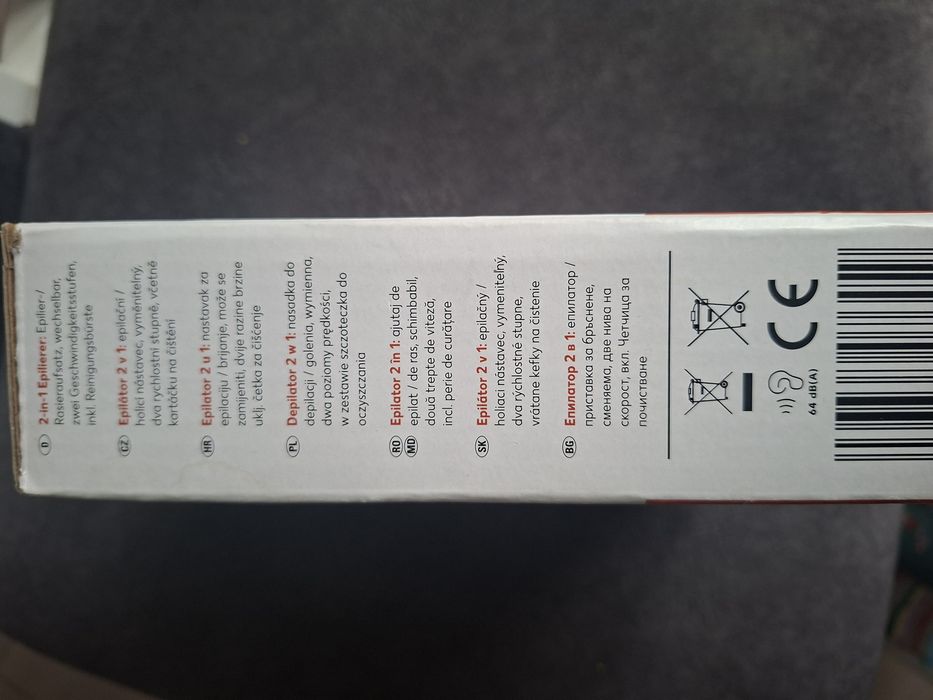 D 2-in-1 Epilierer: Epilier-/
Rasieraufsatz, wechselbar,
zwei Geschwindigkeitsstufen,
inkl. Reinigungsbürste
CZ Epilátor 2 v 1: epilační /
holicí nástavec, vyměnitelný,
dva rychlostní stupně, včetně
kartáčku na čištění
HR Epilator 2 u 1: nastavak za
epilaciju / brijanje, može se
zamijeniti, dvije razine brzine
uklj. četka za čišćenje
PL Depilator 2 w 1: nasadka do
depilacji / golenia, wymienna,
dwa poziomy prędkości,
w zestawie szczoteczka do
oczyszczania
RO MD Epilator 2 în 1: ajutaj de
epilat / de ras, schimbabil,
două trepte de viteză,
incl. perie de curățare
SK Epilátor 2 v 1: epilačný /
holiaci nástavec, vymeniteľný,
dva rýchlostné stupne,
vrátane kefky na čistenie
BG Епилатор 2 в 1: епилатор /
приставка за бръснене,
сменяема, две нива на
скорост, вкл. Четчица за
почистване
CE
64 dB(A)